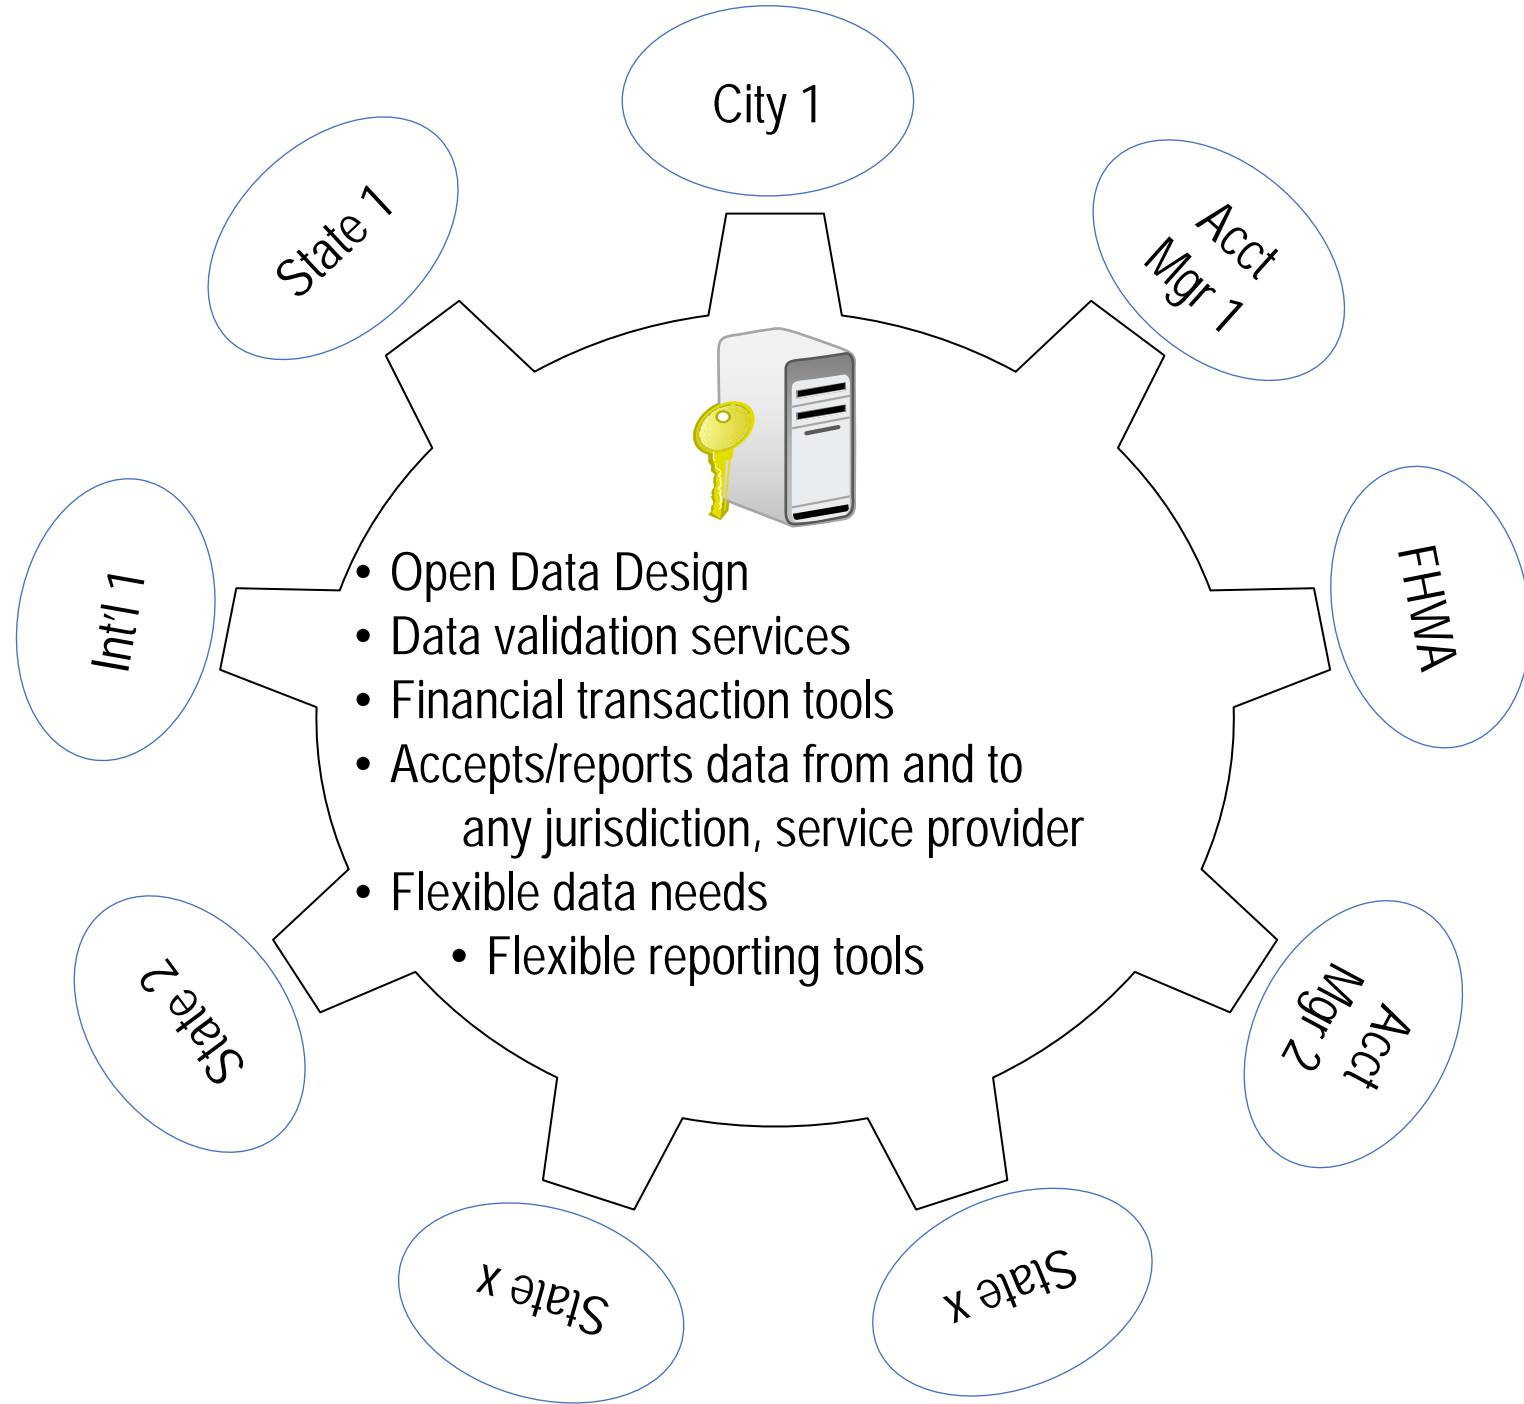 City 1
State 1
Acct
Mgr 1
Int'l 1
FHWA
• Open Data Design
• Data validation services
• Financial transaction tools
• Accepts/reports data from and to
any jurisdiction, service provider
• Flexible data needs
• Flexible reporting tools
State 2
Acct
Mgr 2
State x
State x